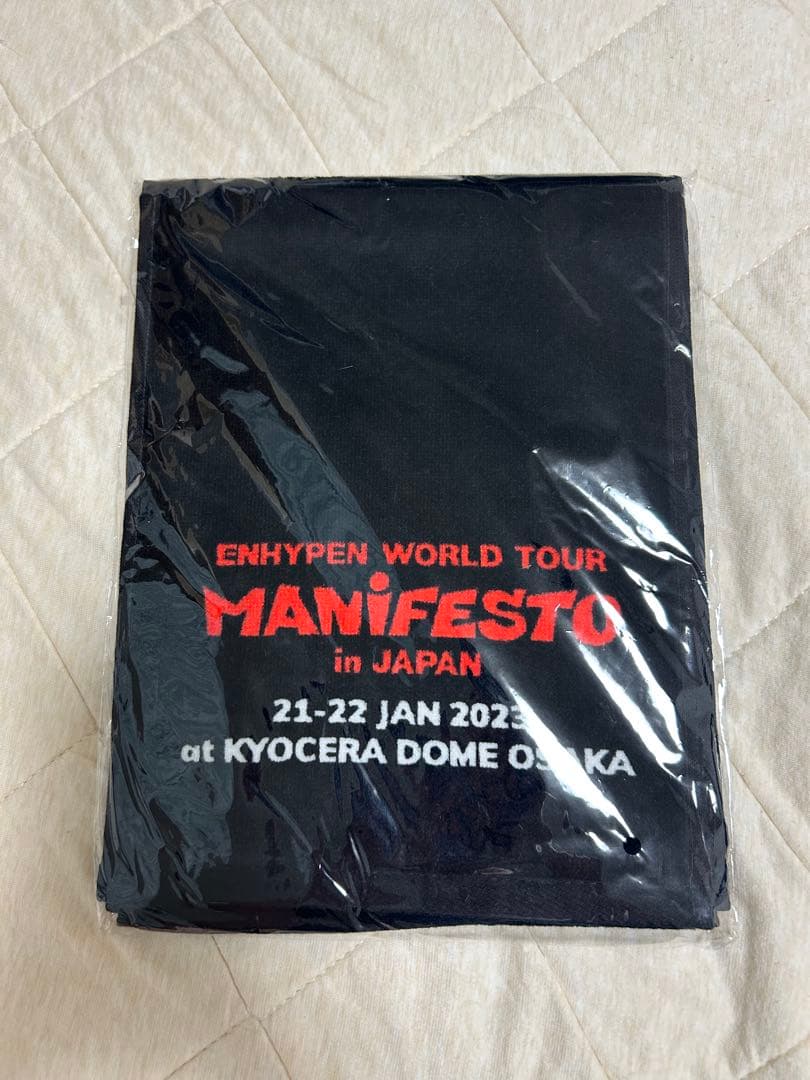 ENHYPEN WORLD TOUR
MANiFESTO
in JAPAN
21-22 JAN 2023
at KYOCERA DOME OSAKA